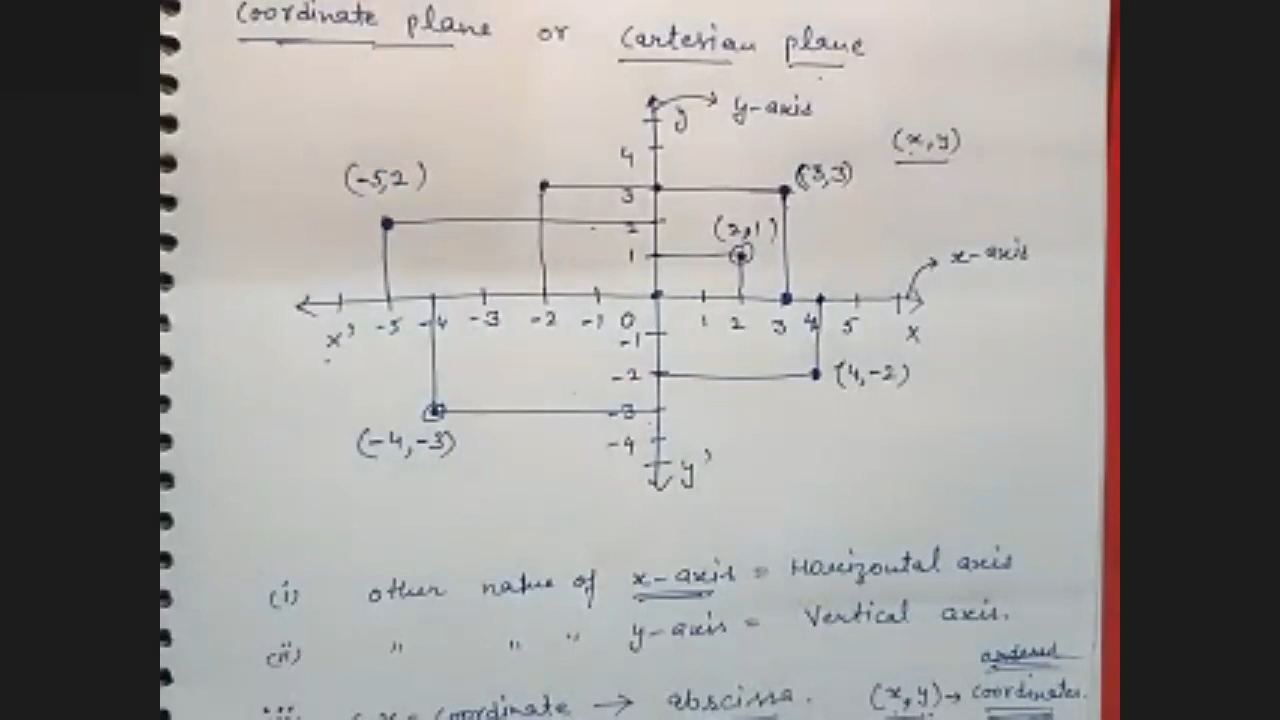 Coordinate plane or Cartesian plane
y → y-axis
(x,y)
4
(-5,2)
(3,3)
3
2
(2,1)
1
x-axis
-5 -4 -3 -2 -1 0 1 2 3 4 5
x' x
-1
-2 (4,-2)
-3
(-4,-3) -4
y'
(i) other name of x-axis = Horizontal axis
(ii) " " " y-axis = Vertical axis.
ordered
x - coordinate → abscissa. (x,y) → coordinates.